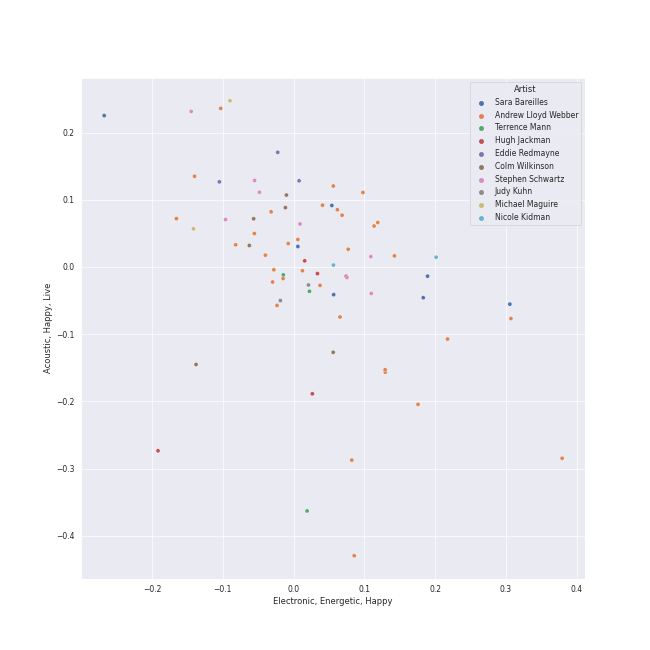 Artist
Sara Bareilles
Andrew Lloyd Webber
Terrence Mann
Hugh Jackman
Eddie Redmayne
Colm Wilkinson
Stephen Schwartz
Judy Kuhn
Michael Maguire
Nicole Kidman
0.2
0.1
0.0
−0.1
−0.2
−0.3
−0.4
Acoustic, Happy, Live
−0.2
−0.1
0.0
0.1
0.2
0.3
0.4
Electronic, Energetic, Happy